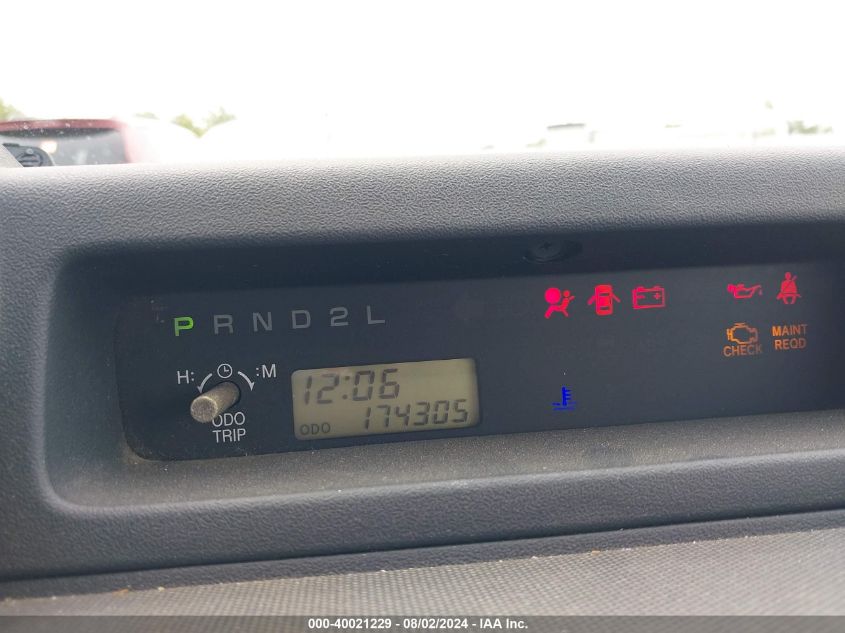 P R N D 2 L
H: :M
ODO
TRIP
12:06
ODO 174305
CHECK
MAINT
REQD
000-40021229 - 08/02/2024 - IAA Inc.